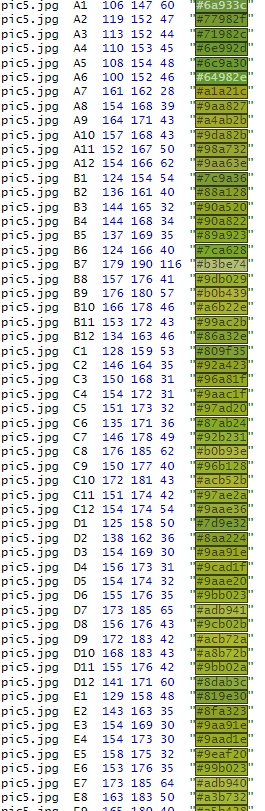 pic5.jpg A1 106 147 60 "#6a933c"
pic5.jpg A2 119 152 47 "#77982f"
pic5.jpg A3 113 152 44 "#71982c"
pic5.jpg A4 110 153 45 "#6e992d"
pic5.jpg A5 108 154 48 "#6c9a30"
pic5.jpg A6 100 152 46 "#64982e"
pic5.jpg A7 161 162 28 "#a1a21c"
pic5.jpg A8 154 168 39 "#9aa827"
pic5.jpg A9 164 171 43 "#a4ab2b"
pic5.jpg A10 157 168 43 "#9da82b"
pic5.jpg A11 152 167 50 "#98a732"
pic5.jpg A12 154 166 62 "#9aa63e"
pic5.jpg B1 124 154 54 "#7c9a36"
pic5.jpg B2 136 161 40 "#88a128"
pic5.jpg B3 144 165 32 "#90a520"
pic5.jpg B4 144 168 34 "#90a822"
pic5.jpg B5 137 169 35 "#89a923"
pic5.jpg B6 124 166 40 "#7ca628"
pic5.jpg B7 179 190 116 "#b3be74"
pic5.jpg B8 157 176 41 "#9db029"
pic5.jpg B9 176 180 57 "#b0b439"
pic5.jpg B10 166 178 46 "#a6b22e"
pic5.jpg B11 153 172 43 "#99ac2b"
pic5.jpg B12 134 163 46 "#86a32e"
pic5.jpg C1 128 159 53 "#809f35"
pic5.jpg C2 146 164 35 "#92a423"
pic5.jpg C3 150 168 31 "#96a81f"
pic5.jpg C4 154 172 31 "#9aac1f"
pic5.jpg C5 151 173 32 "#97ad20"
pic5.jpg C6 135 171 36 "#87ab24"
pic5.jpg C7 146 178 49 "#92b231"
pic5.jpg C8 176 185 62 "#b0b93e"
pic5.jpg C9 150 177 40 "#96b128"
pic5.jpg C10 172 181 43 "#acb52b"
pic5.jpg C11 151 174 42 "#97ae2a"
pic5.jpg C12 154 174 54 "#9aae36"
pic5.jpg D1 125 158 50 "#7d9e32"
pic5.jpg D2 138 162 36 "#8aa224"
pic5.jpg D3 154 169 30 "#9aa91e"
pic5.jpg D4 156 173 31 "#9cad1f"
pic5.jpg D5 154 174 32 "#9aae20"
pic5.jpg D6 155 176 35 "#9bb023"
pic5.jpg D7 173 185 65 "#adb941"
pic5.jpg D8 156 176 43 "#9cb02b"
pic5.jpg D9 172 183 42 "#acb72a"
pic5.jpg D10 168 183 43 "#a8b72b"
pic5.jpg D11 155 176 42 "#9bb02a"
pic5.jpg D12 141 171 60 "#8dab3c"
pic5.jpg E1 129 158 48 "#819e30"
pic5.jpg E2 143 163 35 "#8fa323"
pic5.jpg E3 154 169 30 "#9aa91e"
pic5.jpg E4 154 173 30 "#9aad1e"
pic5.jpg E5 158 175 32 "#9eaf20"
pic5.jpg E6 153 176 35 "#99b023"
pic5.jpg E7 173 185 64 "#adb940"
pic5.jpg E8 163 183 50 "#a3b732"